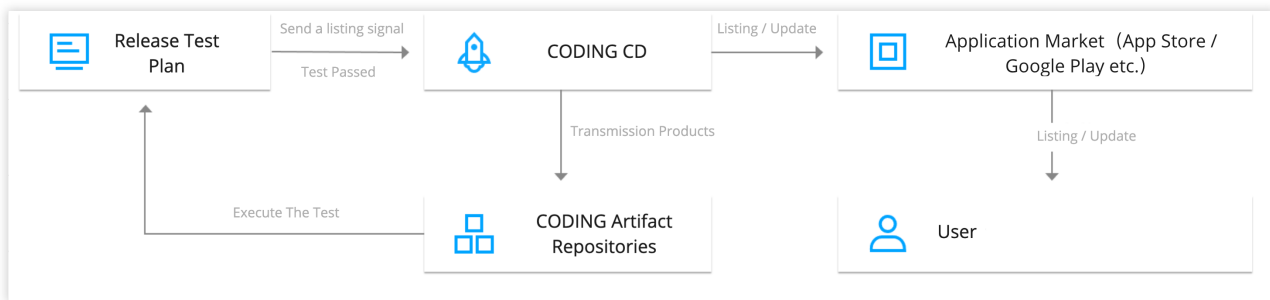 Release Test
Plan
Send a listing signal
Test Passed
CODING CD
Listing / Update
Application Market（App Store /
Google Play etc.）
Transmission Products
Listing / Update
Execute The Test
CODING Artifact
Repositories
User